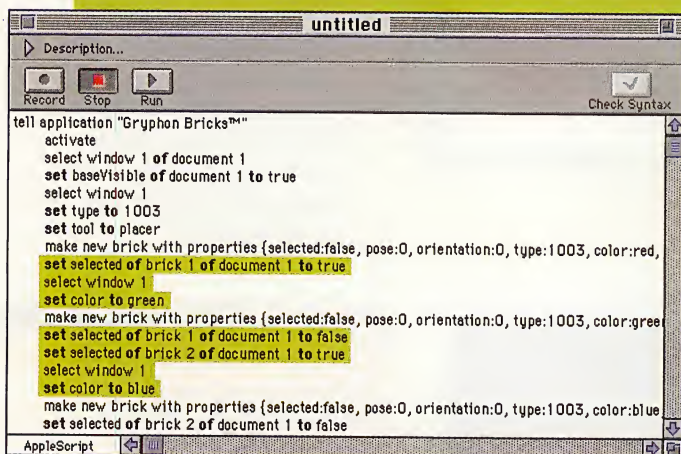 untitled
Description...
Record Stop Run Check Syntax
tell application "Gryphon Bricks™"
activate
select window 1 of document 1
set baseVisible of document 1 to true
select window 1
set type to 1003
set tool to placer
make new brick with properties {selected:false, pose:0, orientation:0, type:1003, color:red,
set selected of brick 1 of document 1 to true
select window 1
set color to green
make new brick with properties {selected:false, pose:0, orientation:0, type:1003, color:gree
set selected of brick 1 of document 1 to false
set selected of brick 2 of document 1 to true
select window 1
set color to blue
make new brick with properties {selected:false, pose:0, orientation:0, type:1003, color:blue
set selected of brick 2 of document 1 to false
AppleScript